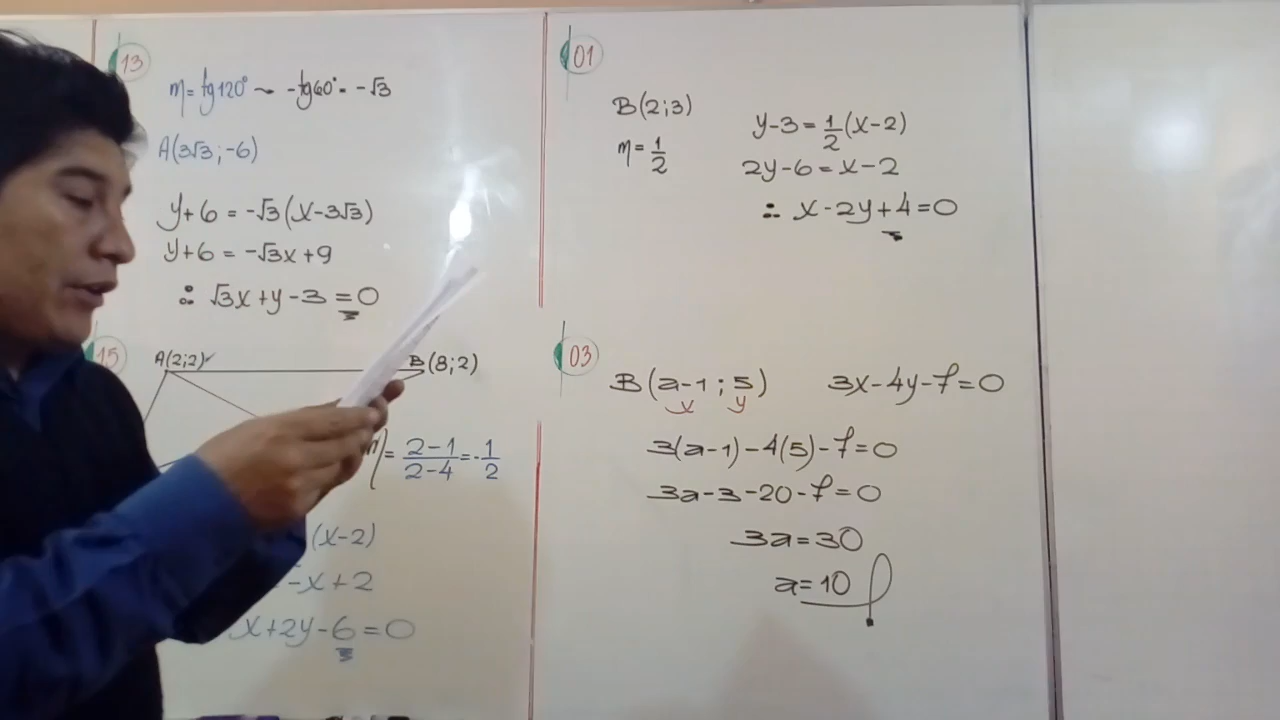 13
m = tg120° ~ -tg60° = -√3
A(3√3 ; -6)
y+6 = -√3(x-3√3)
y+6 = -√3x+9
∴ √3x+y-3=0
15
A(2;2)
B(8;2)
= 2-1/2-4 = -1/2
(x-2)
-x+2
x+2y-6=0
01
B(2;3)
m = 1/2
y-3 = 1/2(x-2)
2y-6 = x-2
∴ x-2y+4=0
03
B(a-1 ; 5)
x y
3x-4y-7=0
3(a-1)-4(5)-7=0
3a-3-20-7=0
3a=30
a=10